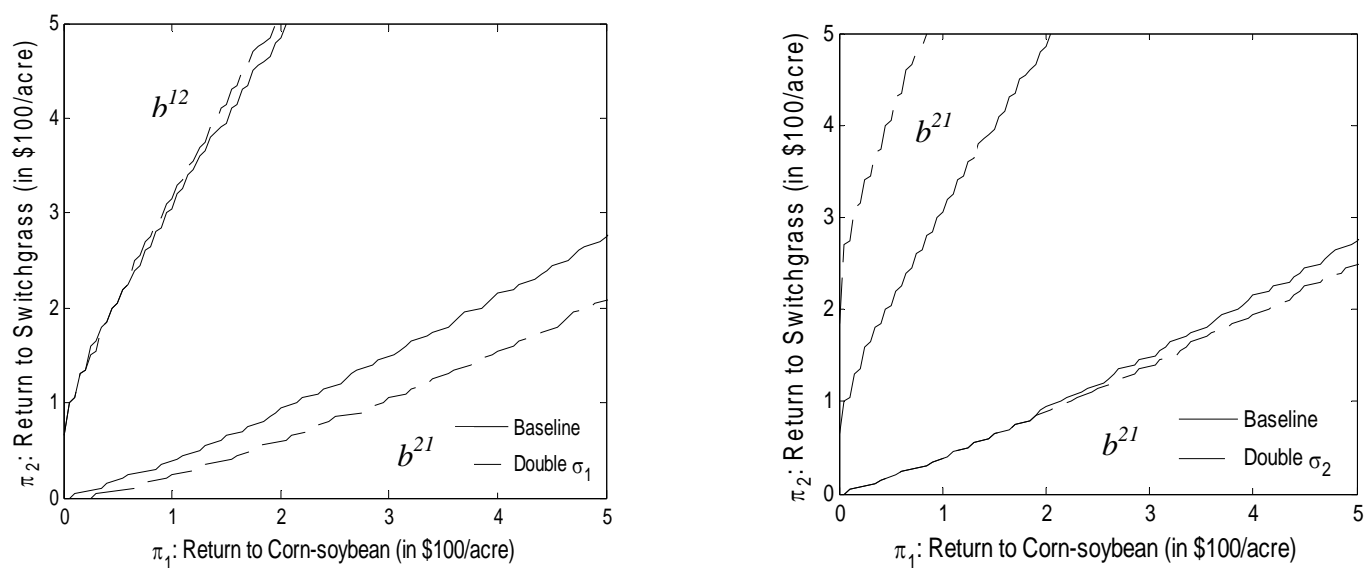 π₂: Return to Switchgrass (in $100/acre)
5
4
3
2
1
0
b¹²
b²¹
Baseline
Double σ₁
0 1 2 3 4 5
π₁: Return to Corn-soybean (in $100/acre)
π₂: Return to Switchgrass (in $100/acre)
5
4
3
2
1
0
b²¹
b²¹
Baseline
Double σ₂
0 1 2 3 4 5
π₁: Return to Corn-soybean (in $100/acre)